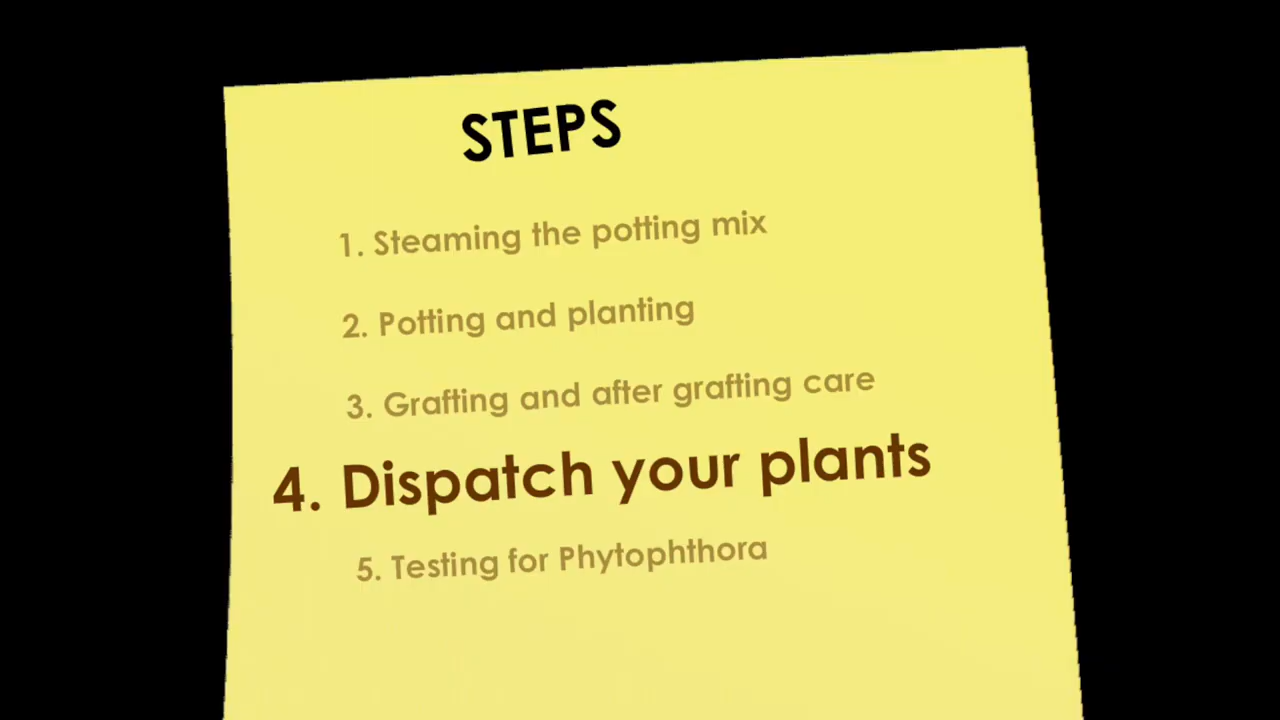 STEPS
1. Steaming the potting mix
2. Potting and planting
3. Grafting and after grafting care
4. Dispatch your plants
5. Testing for Phytophthora